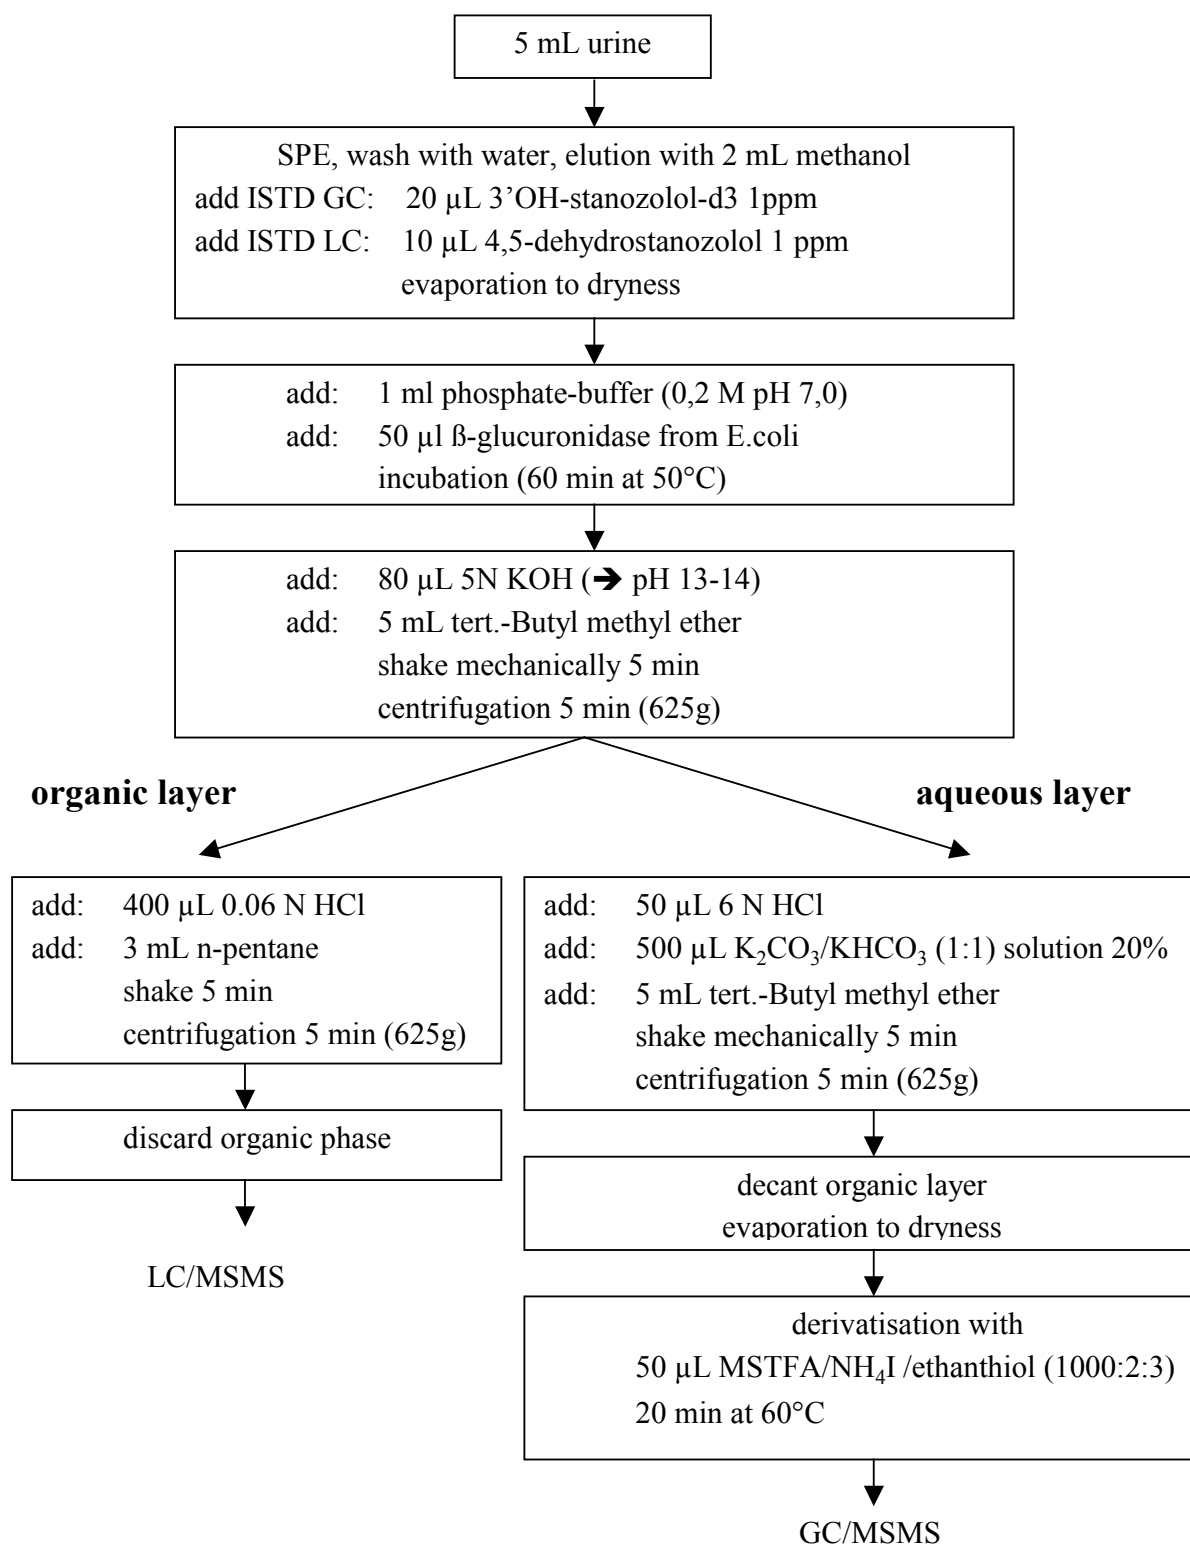 5 mL urine
SPE, wash with water, elution with 2 mL methanol
add ISTD GC: 20 µL 3’OH-stanozolol-d3 1ppm
add ISTD LC: 10 µL 4,5-dehydrostanozolol 1 ppm
evaporation to dryness
add: 1 ml phosphate-buffer (0,2 M pH 7,0)
add: 50 µl ß-glucuronidase from E.coli
incubation (60 min at 50°C)
add: 80 µL 5N KOH (➔ pH 13-14)
add: 5 mL tert.-Butyl methyl ether
shake mechanically 5 min
centrifugation 5 min (625g)
organic layer
aqueous layer
add: 400 µL 0.06 N HCl
add: 3 mL n-pentane
shake 5 min
centrifugation 5 min (625g)
discard organic phase
LC/MSMS
add: 50 µL 6 N HCl
add: 500 µL K₂CO₃/KHCO₃ (1:1) solution 20%
add: 5 mL tert.-Butyl methyl ether
shake mechanically 5 min
centrifugation 5 min (625g)
decant organic layer
evaporation to dryness
derivatisation with
50 µL MSTFA/NH₄I /ethanthiol (1000:2:3)
20 min at 60°C
GC/MSMS